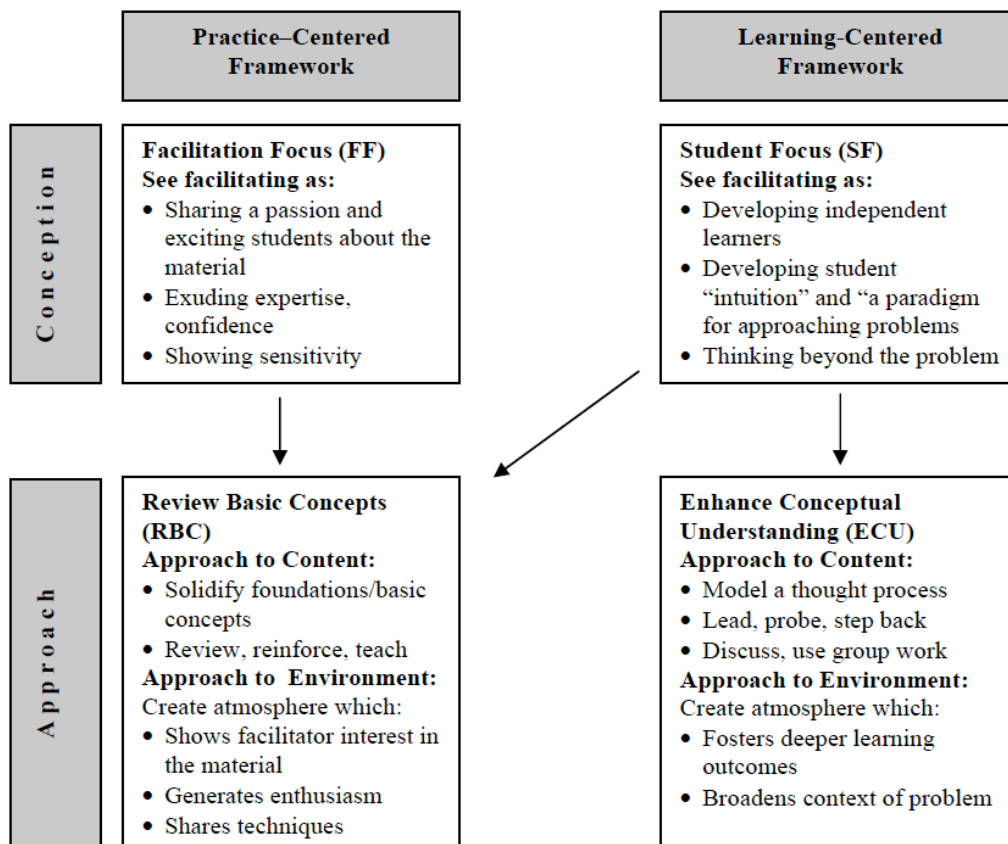 Practice–Centered
Framework
Learning-Centered
Framework
Conception
Facilitation Focus (FF)
See facilitating as:
• Sharing a passion and
exciting students about the
material
• Exuding expertise,
confidence
• Showing sensitivity
Student Focus (SF)
See facilitating as:
• Developing independent
learners
• Developing student
“intuition” and “a paradigm
for approaching problems
• Thinking beyond the problem
Approach
Review Basic Concepts
(RBC)
Approach to Content:
• Solidify foundations/basic
concepts
• Review, reinforce, teach
Approach to  Environment:
Create atmosphere which:
• Shows facilitator interest in
the material
• Generates enthusiasm
• Shares techniques
Enhance Conceptual
Understanding (ECU)
Approach to Content:
• Model a thought process
• Lead, probe, step back
• Discuss, use group work
Approach to Environment:
Create atmosphere which:
• Fosters deeper learning
outcomes
• Broadens context of problem